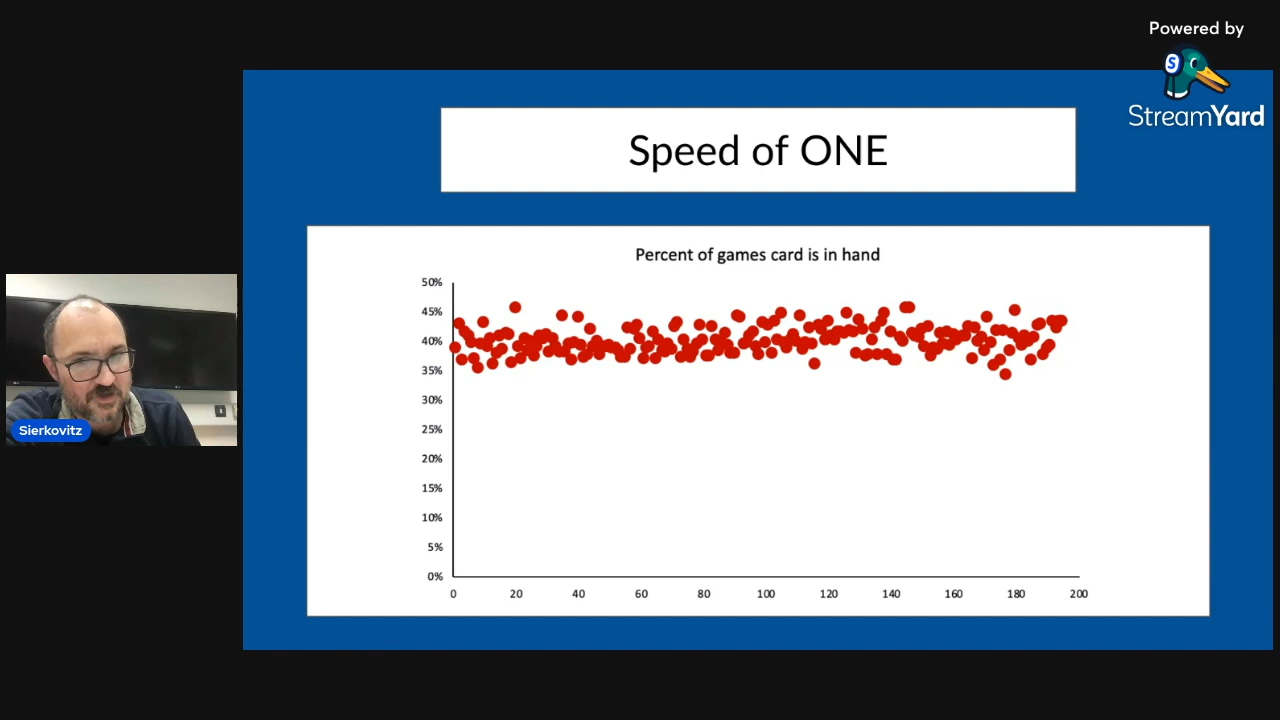 Powered by
StreamYard
Speed of ONE
Percent of games card is in hand
50%
45%
40%
35%
30%
25%
20%
15%
10%
5%
0%
0 20 40 60 80 100 120 140 160 180 200
Sierkovitz